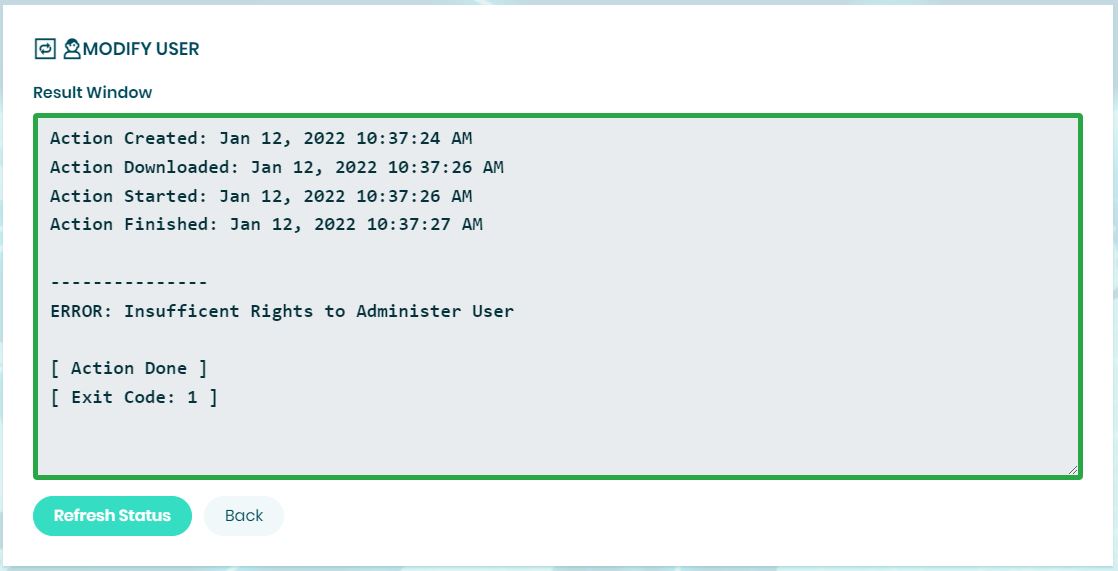 MODIFY USER
Result Window
Action Created: Jan 12, 2022 10:37:24 AM
Action Downloaded: Jan 12, 2022 10:37:26 AM
Action Started: Jan 12, 2022 10:37:26 AM
Action Finished: Jan 12, 2022 10:37:27 AM
---------------
ERROR: Insufficent Rights to Administer User
[ Action Done ]
[ Exit Code: 1 ]
Refresh Status Back